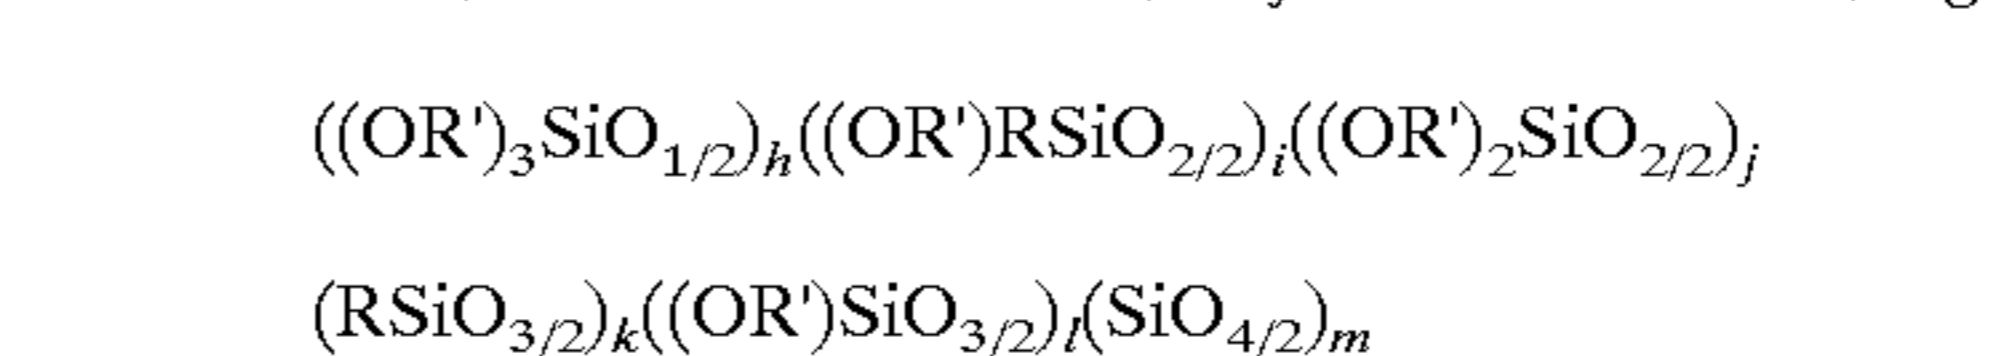 ((OR')₃SiO₁/₂)ₕ((OR')RSiO₂/₂)ᵢ((OR')₂SiO₂/₂)ⱼ
(RSiO₃/₂)ₖ((OR')SiO₃/₂)ₗ(SiO₄/₂)ₘ